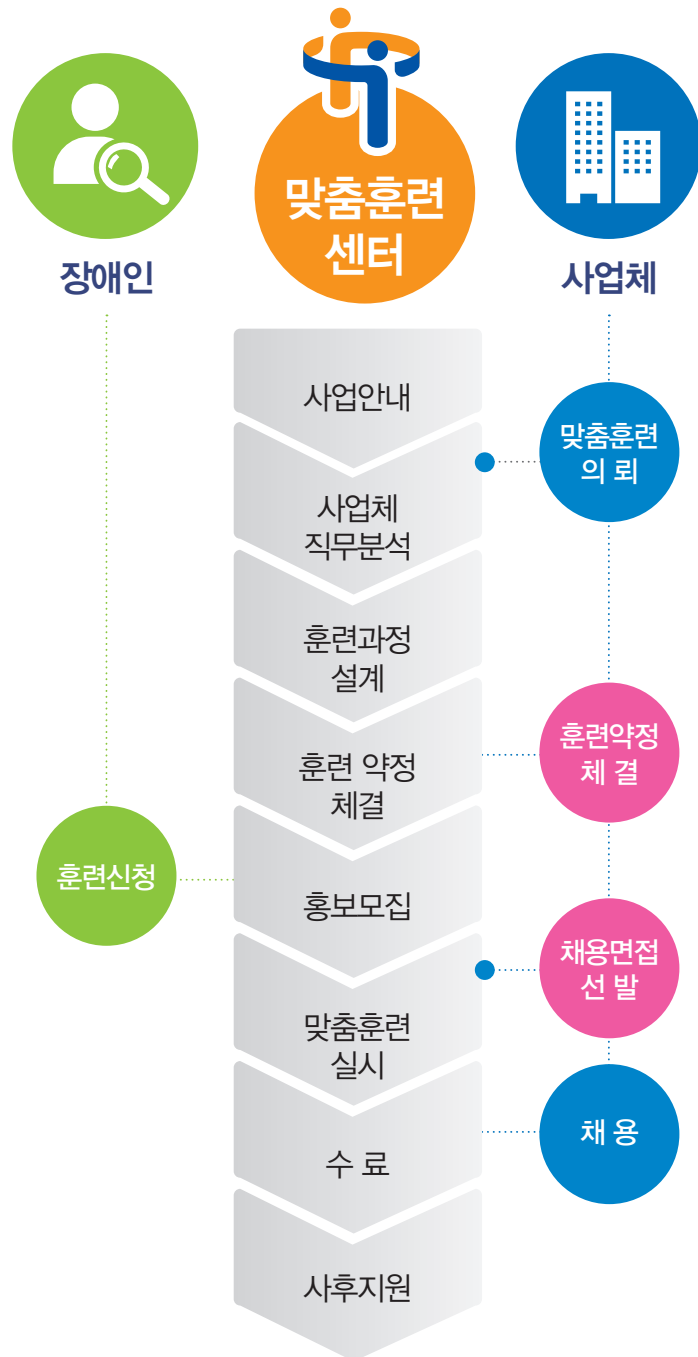 맞춤훈련
센터
장애인
사업체
사업안내
맞춤훈련
의 뢰
사업체
직무분석
훈련과정
설계
훈련 약정
체결
훈련약정
체 결
훈련신청
홍보모집
채용면접
선 발
맞춤훈련
실시
채 용
수 료
사후지원